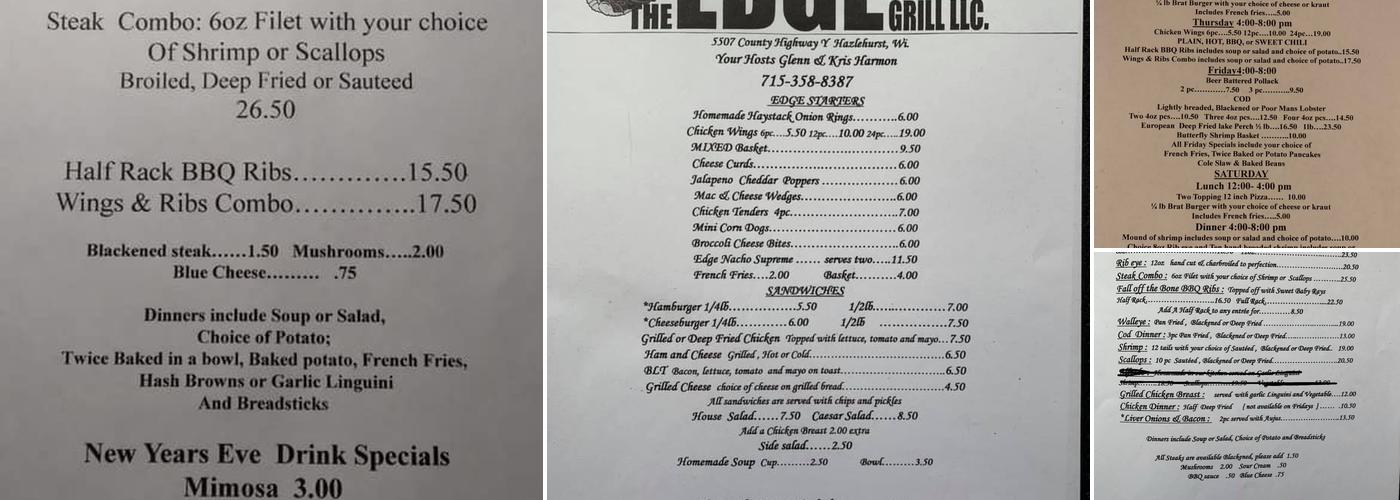 Steak Combo: 6oz Filet with your choice
Of Shrimp or Scallops
Broiled, Deep Fried or Sauteed
26.50
Half Rack BBQ Ribs.............15.50
Wings & Ribs Combo..............17.50
Blackened steak......1.50 Mushrooms.....2.00
Blue Cheese......... .75
Dinners include Soup or Salad,
Choice of Potato;
Twice Baked in a bowl, Baked potato, French Fries,
Hash Browns or Garlic Linguini
And Breadsticks
New Years Eve Drink Specials
Mimosa 3.00
THE EDGE GRILL LLC.
5507 County Highway Y Hazlehurst, Wi.
Your Hosts Glenn & Kris Harmon
715-358-8387
EDGE STARTERS
Homemade Haystack Onion Rings..........6.00
Chicken Wings 6pc....5.50 12pc....10.00 24pc....19.00
MIXED Basket.............................9.50
Cheese Curds.............................6.00
Jalapeno Cheddar Poppers ..................6.00
Mac & Cheese Wedges......................6.00
Chicken Tenders 4pc.......................7.00
Mini Corn Dogs............................6.00
Broccoli Cheese Bites.......................6.00
Edge Nacho Supreme ...... serves two.....11.50
French Fries....2.00 Basket.....4.00
SANDWICHES
*Hamburger 1/4lb................5.50 1/2lb.....................7.00
*Cheeseburger 1/4lb............6.00 1/2lb ....................7.50
Grilled or Deep Fried Chicken Topped with lettuce, tomato and mayo...7.50
Ham and Cheese Grilled, Hot or Cold...........................6.50
BLT Bacon, lettuce, tomato and mayo on toast.....................6.50
Grilled Cheese choice of cheese on grilled bread.....................4.50
All sandwiches are served with chips and pickles
House Salad......7.50 Caesar Salad......8.50
Add a Chicken Breast 2.00 extra
Side salad......2.50
Homemade Soup Cup.........2.50 Bowl.........3.50
¼ lb Brat Burger with your choice of cheese or kraut
Includes French fries.....5.00
Thursday 4:00-8:00 pm
Chicken Wings 6pc....5.50 12pc....10.00 24pc...19.00
PLAIN, HOT, BBQ, or SWEET CHILI
Half Rack BBQ Ribs includes soup or salad and choice of potato..15.50
Wings & Ribs Combo includes soup or salad and choice of potato..17.50
Friday4:00-8:00
Beer Battered Pollack
2 pc..........7.50 3 pc..........9.50
COD
Lightly breaded, Blackened or Poor Mans Lobster
Two 4oz pcs....10.50 Three 4oz pcs...12.50 Four 4oz pcs....14.50
European Deep Fried lake Perch ½ lb....16.50 1lb....23.50
Butterfly Shrimp Basket ...........10.00
All Friday Specials include your choice of
French Fries, Twice Baked or Potato Pancakes
Cole Slaw & Baked Beans
SATURDAY
Lunch 12:00- 4:00 pm
Two Topping 12 inch Pizza...... 10.00
¼ lb Brat Burger with your choice of cheese or kraut
Includes French fries.....5.00
Dinner 4:00-8:00 pm
Mound of shrimp includes soup or salad and choice of potato....10.00
23.50
Rib eye : 12oz hand cut & charbroiled to perfection..............20.50
Steak Combo : 6oz Filet with your choice of Shrimp or Scallops .........25.50
Fall off the Bone BBQ Ribs : Topped off with Sweet Baby Rays
Half Rack..................16.50 Full Rack..................22.50
Add A Half Rack to any entrée for..........8.50
Walleye : Pan Fried , Blackened or Deep Fried ....................19.00
Cod Dinner : 3pc Pan Fried , Blackened or Deep Fried................13.00
Shrimp : 12 tails with your choice of Sautéed , Blackened or Deep Fried.. 19.00
Scallops : 10 pc Sautéed , Blackened or Deep Fried..................20.50
Grilled Chicken Breast : served with garlic Linguini and Vegetable....12.00
Chicken Dinner : Half Deep Fried [ not available on Fridays ] ...... .10.50
*Liver Onions & Bacon : 2pc served with Aujus................13.50
Dinners include Soup or Salad, Choice of Potato and Breadsticks
All Steaks are available Blackened, please add 1.50
Mushrooms 2.00 Sour Cream .50
BBQ sauce .50 Blue Cheese .75